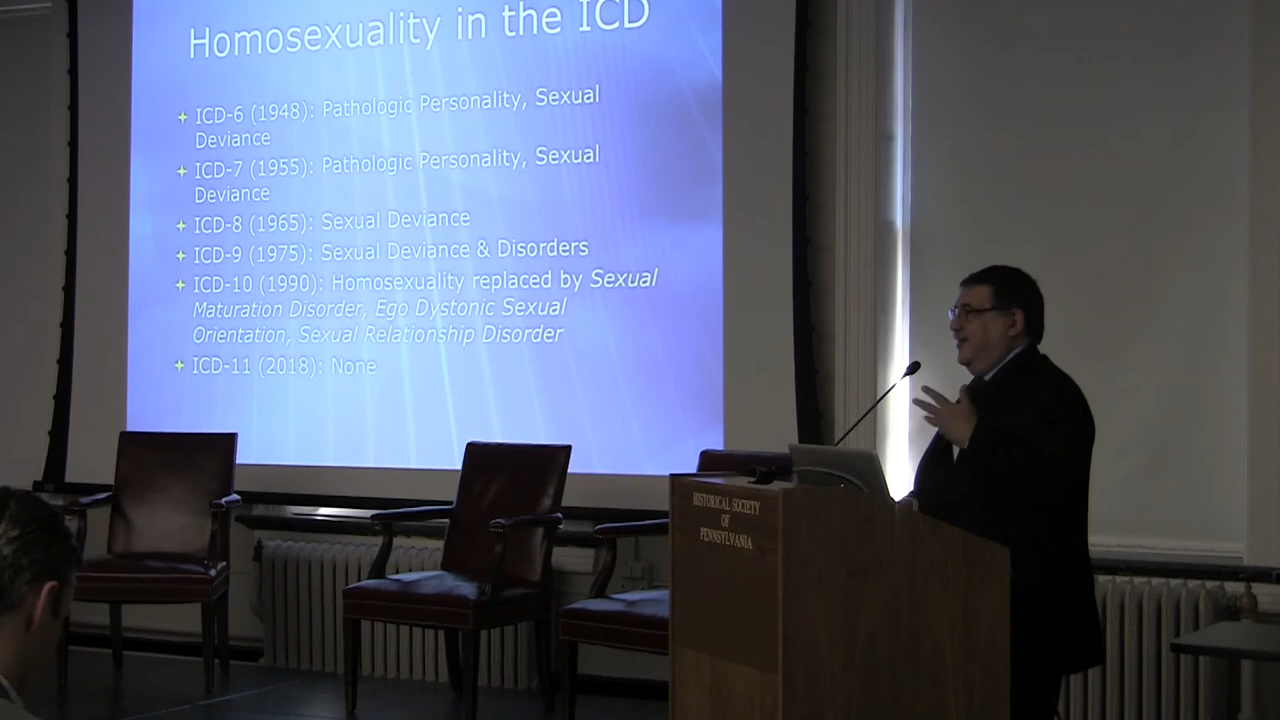 Homosexuality in the ICD
ICD-6 (1948): Pathologic Personality, Sexual
Deviance
ICD-7 (1955): Pathologic Personality, Sexual
Deviance
ICD-8 (1965): Sexual Deviance
ICD-9 (1975): Sexual Deviance & Disorders
ICD-10 (1990): Homosexuality replaced by Sexual
Maturation Disorder, Ego Dystonic Sexual
Orientation, Sexual Relationship Disorder
ICD-11 (2018): None
HISTORICAL SOCIETY
OF
PENNSYLVANIA